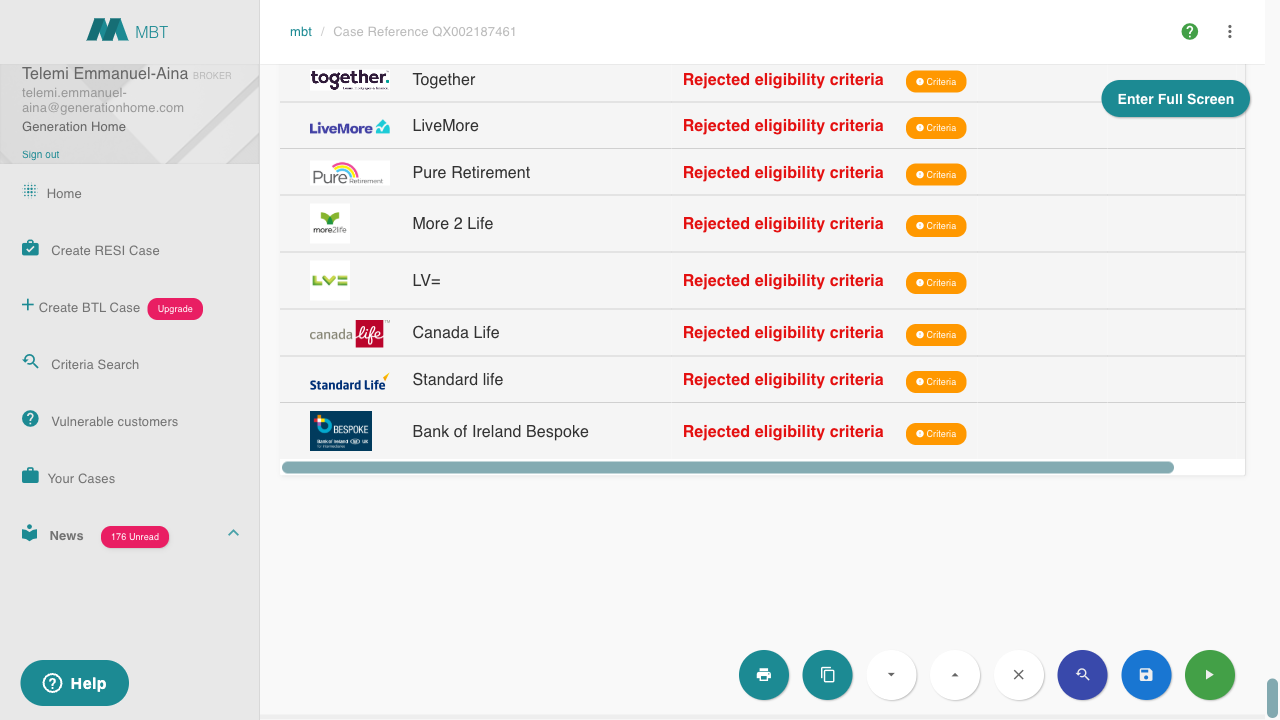 MBT
mbt / Case Reference QX002187461
Telemi Emmanuel-Aina BROKER
telemi.emmanuel-
aina@generationhome.com
Generation Home
Sign out
Home
Create RESI Case
Create BTL Case Upgrade
Criteria Search
Vulnerable customers
Your Cases
News 176 Unread
Help
Enter Full Screen
together. Together Rejected eligibility criteria Criteria
LiveMore LiveMore Rejected eligibility criteria Criteria
Pure Retirement Pure Retirement Rejected eligibility criteria Criteria
more2life More 2 Life Rejected eligibility criteria Criteria
LV= LV= Rejected eligibility criteria Criteria
canada life™ Canada Life Rejected eligibility criteria Criteria
Standard Life Standard life Rejected eligibility criteria Criteria
BESPOKE Bank of Ireland UK for Intermediaries Bank of Ireland Bespoke Rejected eligibility criteria Criteria